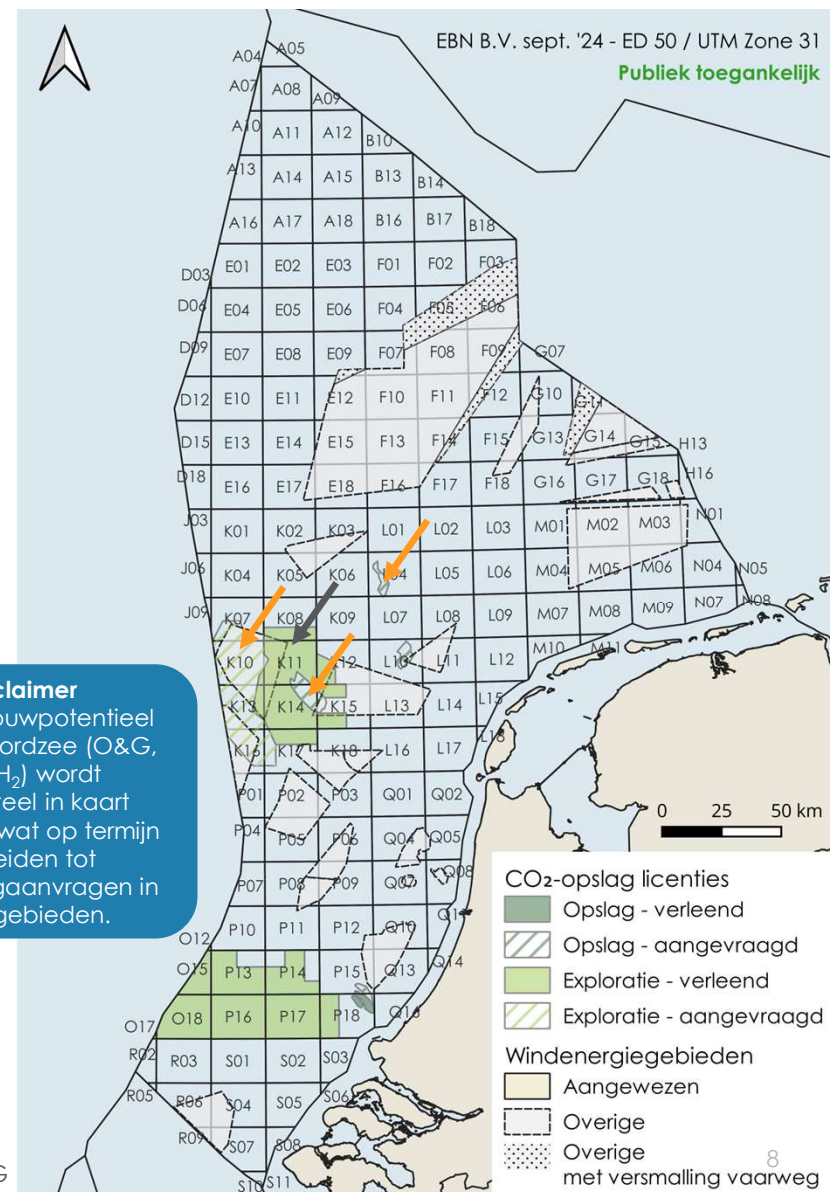 EBN B.V. sept. '24 - ED 50 / UTM Zone 31
Publiek toegankelijk
A04 A05
A07 A08 A09
A10 A11 A12 B10
A13 A14 A15 B13 B14
A16 A17 A18 B16 B17 B18
D03 E01 E02 E03 F01 F02 F03
D06 E04 E05 E06 F04 F05 F06
D09 E07 E08 E09 F07 F08 F09 G07
D12 E10 E11 E12 F10 F11 F12 G10 G11
D15 E13 E14 E15 F13 F14 F15 G13 G14 G15 H13
D18 E16 E17 E18 F16 F17 F18 G16 G17 G18 H16
J03 K01 K02 K03 L01 L02 L03 M01 M02 M03 N01
J06 K04 K05 K06 L04 L05 L06 M04 M05 M06 N04 N05
J09 K07 K08 K09 L07 L08 L09 M07 M08 M09 N07 N08
K10 K11 K12 L10 L11 L12 M10 M11
K13 K14 K15 L13 L14 L15
K16 K17 K18 L16 L17 L18
P01 P02 P03 Q01 Q02
P04 P05 P06 Q04 Q05
P07 P08 P09 Q07 Q08
O12 P10 P11 P12 Q10
O15 P13 P14 P15 Q13 Q14
O17 O18 P16 P17 P18 Q16
R02 R03 S01 S02 S03
R05 R06 S04 S05 S06
R09 S07 S08
S10 S11
claimer
ouwpotentieel
ordzee (O&G,
H₂) wordt
eel in kaart
wat op termijn
eiden tot
gaanvragen in
gebieden.
0 25 50 km
CO₂-opslag licenties
Opslag - verleend
Opslag - aangevraagd
Exploratie - verleend
Exploratie - aangevraagd
Windenergiegebieden
Aangewezen
Overige
Overige
met versmalling vaarweg
8
G